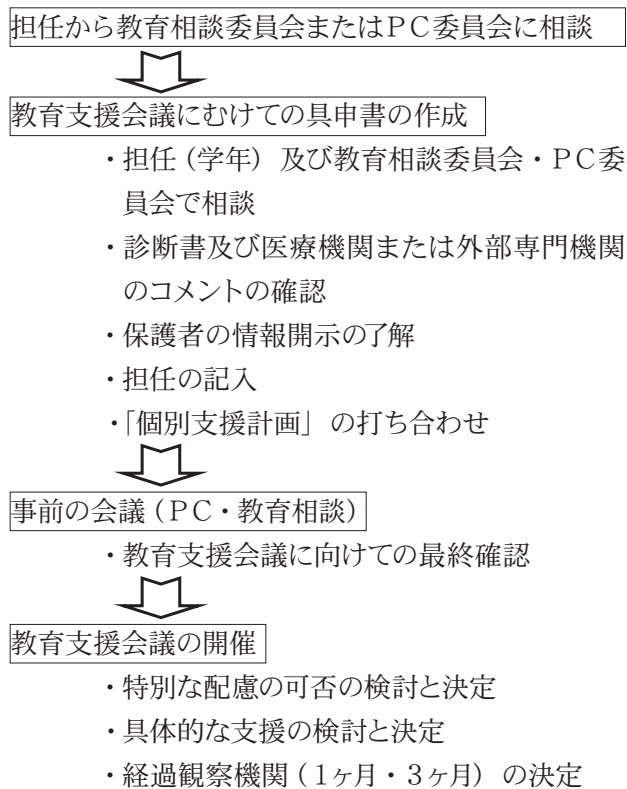 担任から教育相談委員会またはＰＣ委員会に相談
教育支援会議にむけての具申書の作成
・担任（学年）及び教育相談委員会・ＰＣ委
員会で相談
・診断書及び医療機関または外部専門機関
のコメントの確認
・保護者の情報開示の了解
・担任の記入
・「個別支援計画」の打ち合わせ
事前の会議（ＰＣ・教育相談）
・教育支援会議に向けての最終確認
教育支援会議の開催
・特別な配慮の可否の検討と決定
・具体的な支援の検討と決定
・経過観察機関（１ヶ月・３ヶ月）の決定